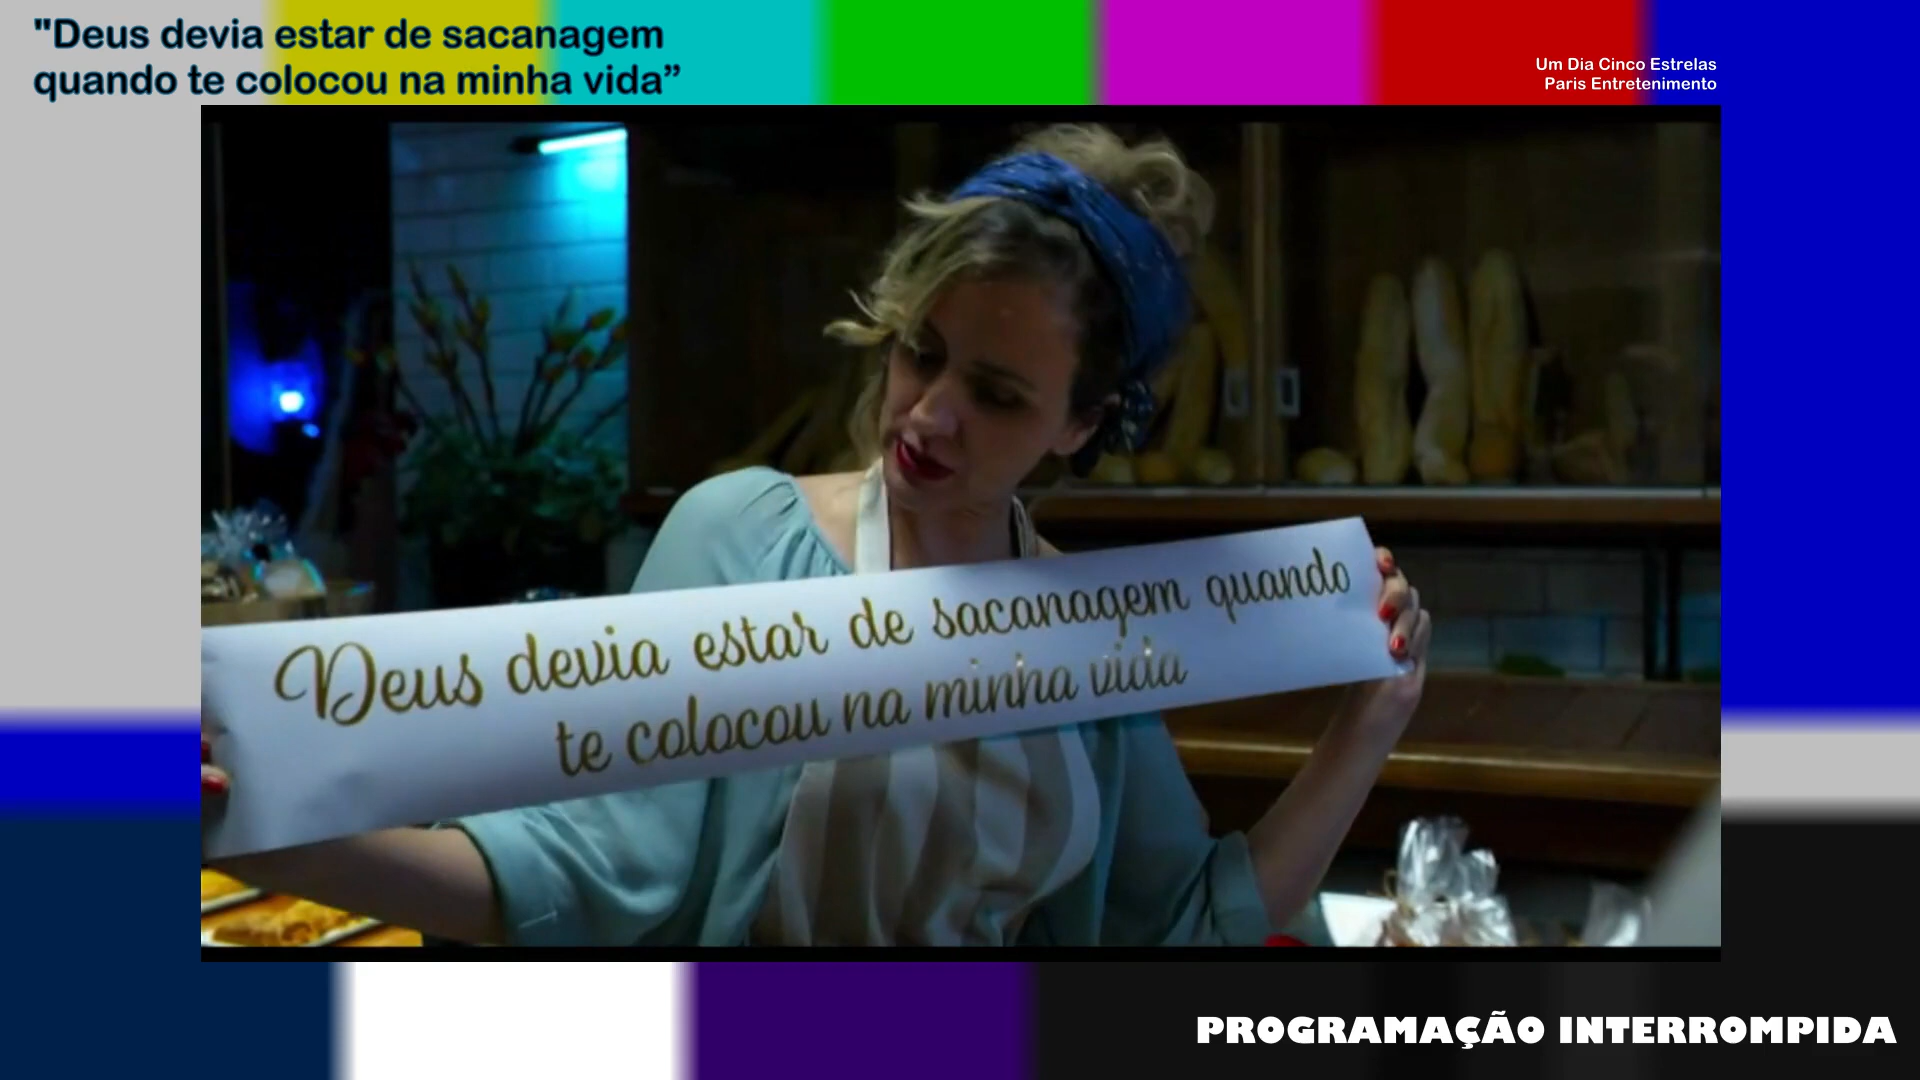 "Deus devia estar de sacanagem
quando te colocou na minha vida”
Um Dia Cinco Estrelas
Paris Entretenimento
Deus devia estar de sacanagem quando
te colocou na minha vida
PROGRAMAÇÃO INTERROMPIDA